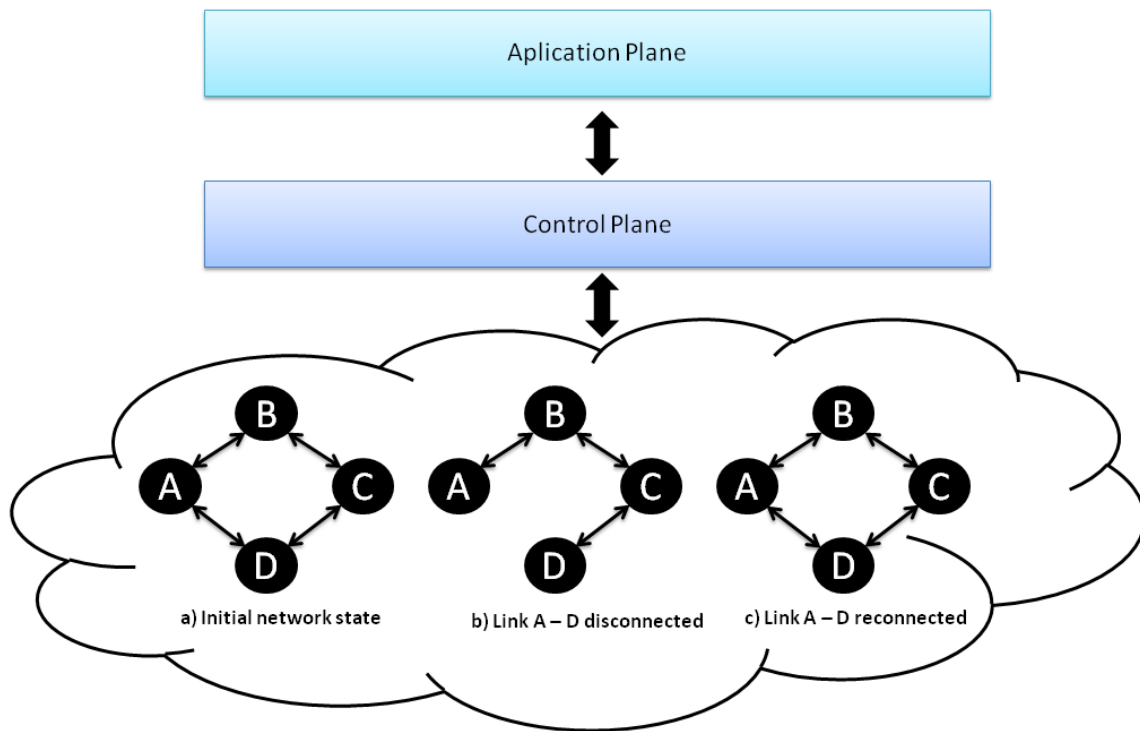 Aplication Plane
Control Plane
B B B
A C A C A C
D D D
a) Initial network state b) Link A – D disconnected c) Link A – D reconnected